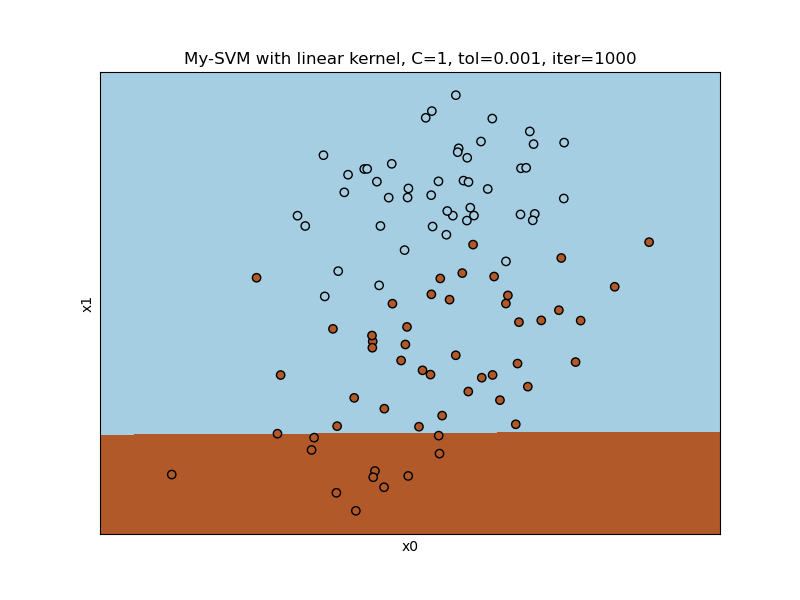 My-SVM with linear kernel, C=1, tol=0.001, iter=1000
x1
x0